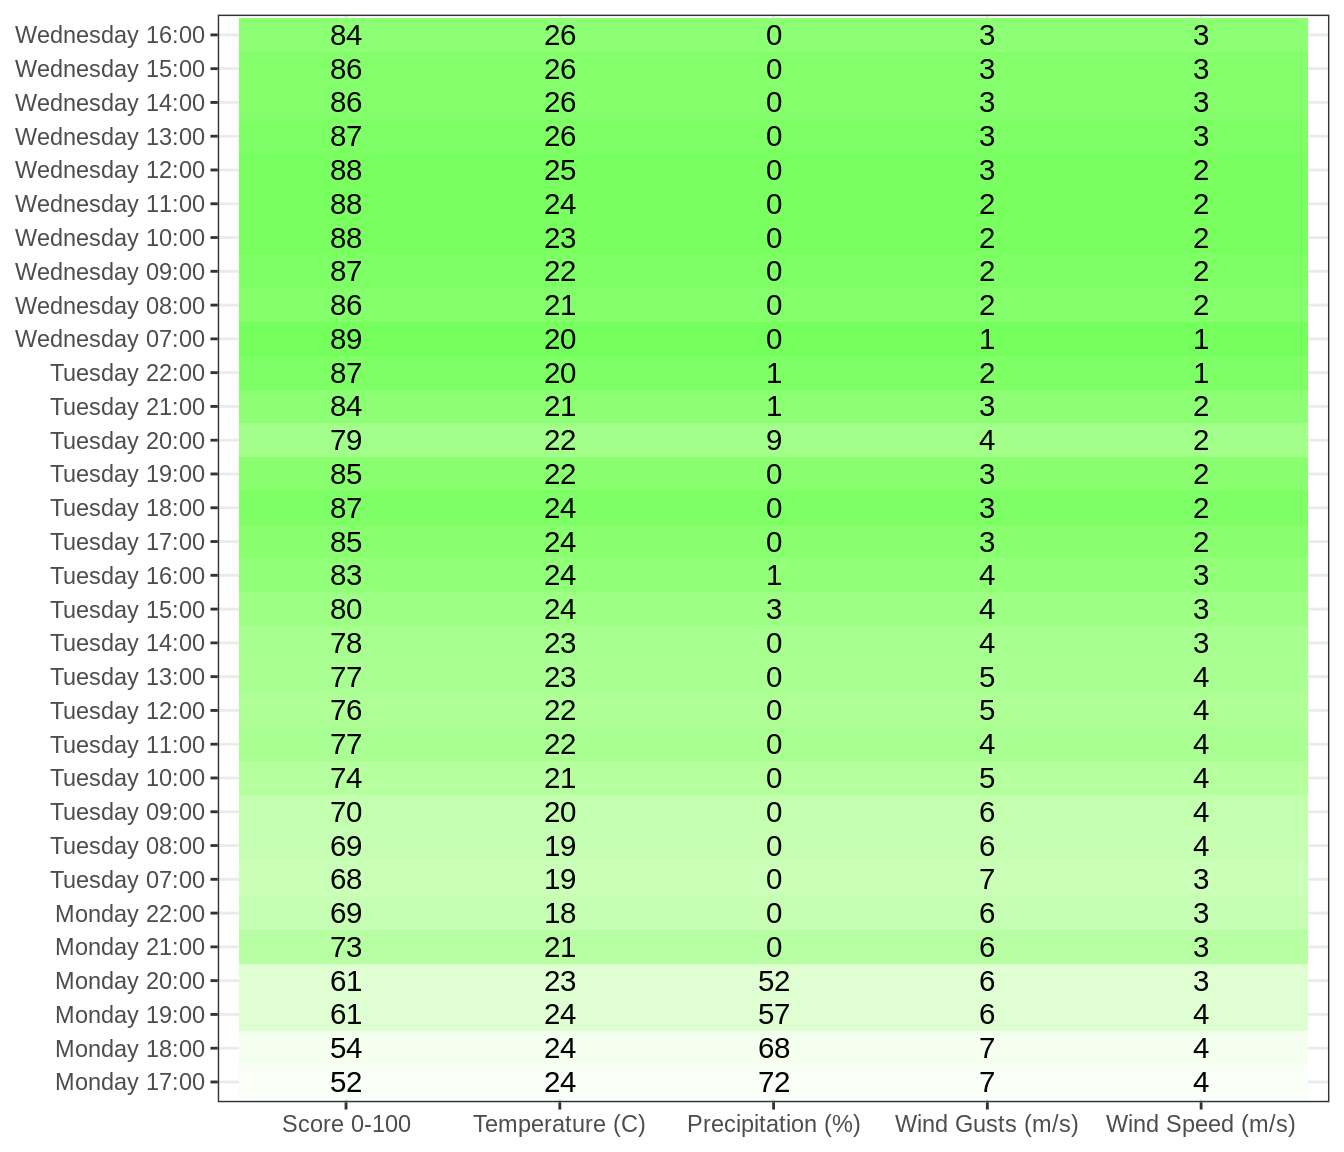 Wednesday 16:00 84 26 0 3 3
Wednesday 15:00 86 26 0 3 3
Wednesday 14:00 86 26 0 3 3
Wednesday 13:00 87 26 0 3 3
Wednesday 12:00 88 25 0 3 2
Wednesday 11:00 88 24 0 2 2
Wednesday 10:00 88 23 0 2 2
Wednesday 09:00 87 22 0 2 2
Wednesday 08:00 86 21 0 2 2
Wednesday 07:00 89 20 0 1 1
Tuesday 22:00 87 20 1 2 1
Tuesday 21:00 84 21 1 3 2
Tuesday 20:00 79 22 9 4 2
Tuesday 19:00 85 22 0 3 2
Tuesday 18:00 87 24 0 3 2
Tuesday 17:00 85 24 0 3 2
Tuesday 16:00 83 24 1 4 3
Tuesday 15:00 80 24 3 4 3
Tuesday 14:00 78 23 0 4 3
Tuesday 13:00 77 23 0 5 4
Tuesday 12:00 76 22 0 5 4
Tuesday 11:00 77 22 0 4 4
Tuesday 10:00 74 21 0 5 4
Tuesday 09:00 70 20 0 6 4
Tuesday 08:00 69 19 0 6 4
Tuesday 07:00 68 19 0 7 3
Monday 22:00 69 18 0 6 3
Monday 21:00 73 21 0 6 3
Monday 20:00 61 23 52 6 3
Monday 19:00 61 24 57 6 4
Monday 18:00 54 24 68 7 4
Monday 17:00 52 24 72 7 4
Score 0-100 Temperature (C) Precipitation (%) Wind Gusts (m/s) Wind Speed (m/s)